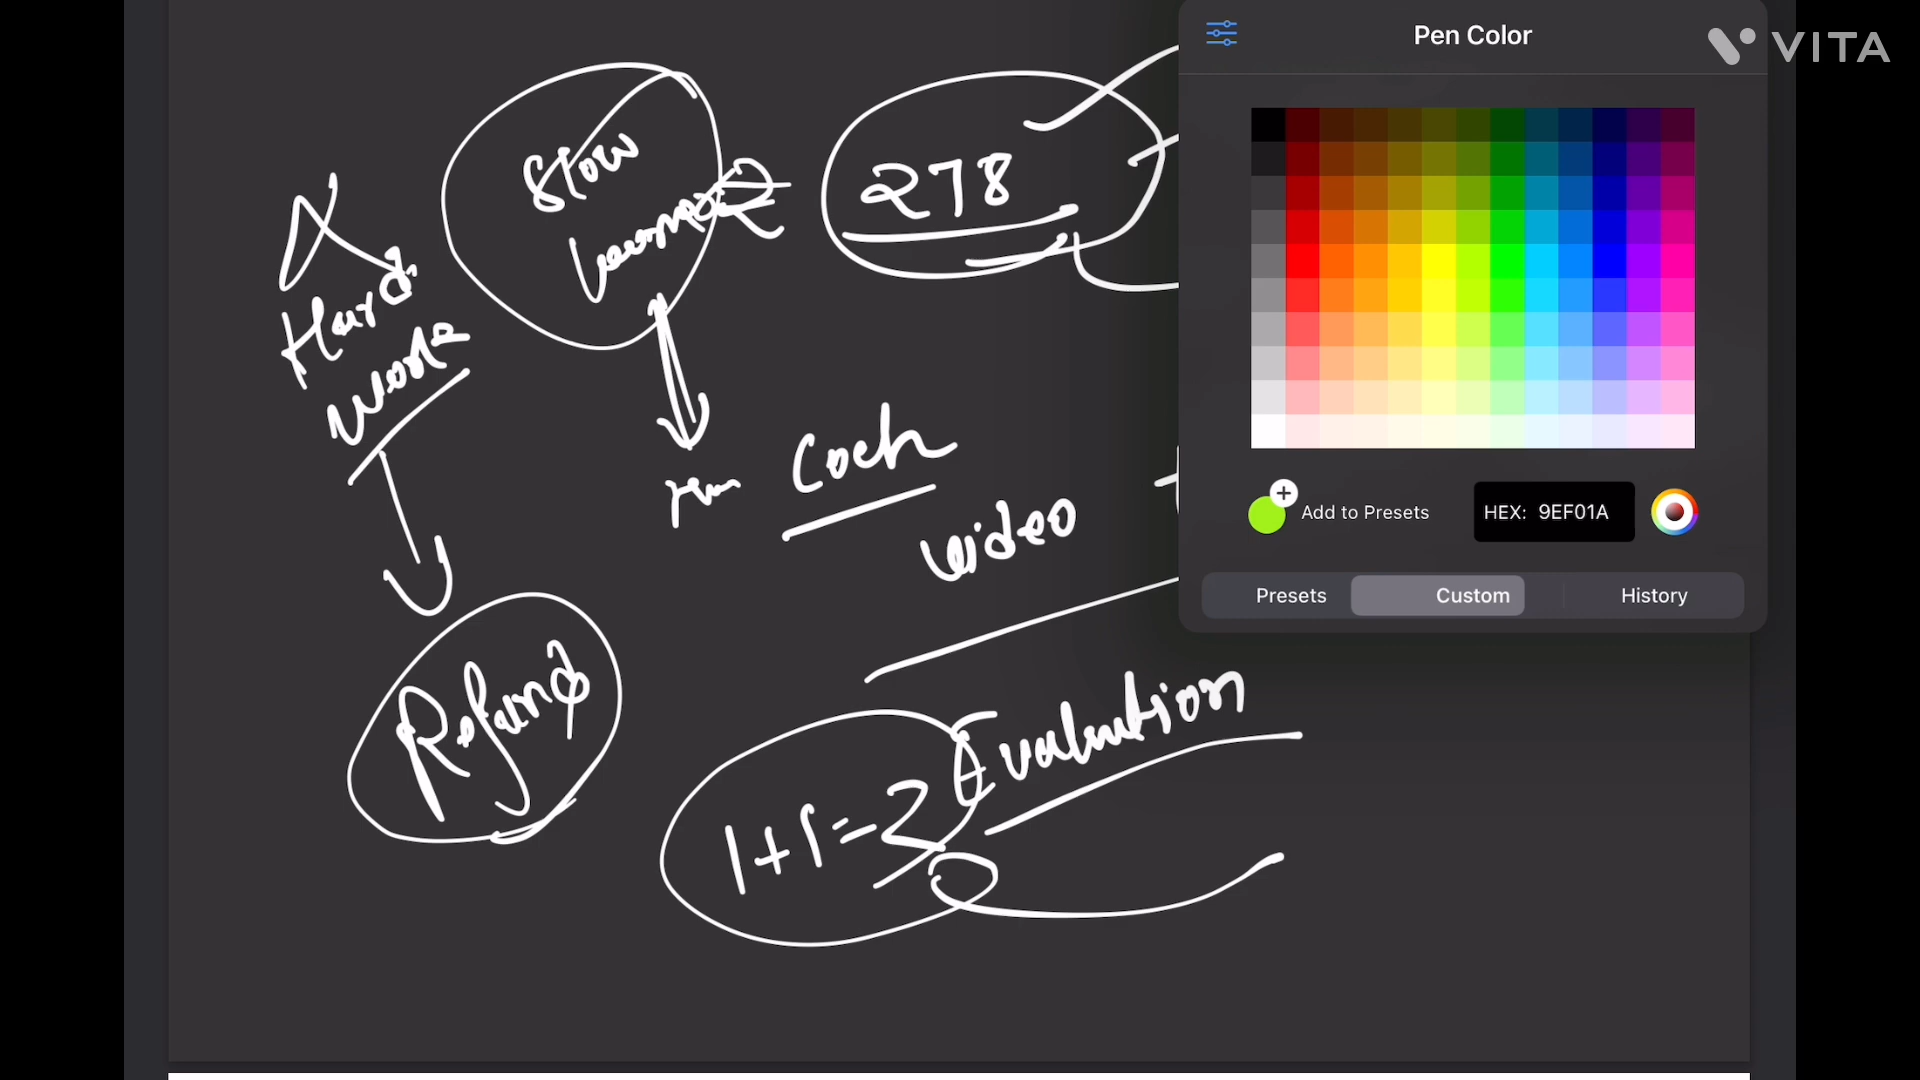 Pen Color
VITA
Slow
278
Hard
Work
Coch
video
Add to Presets
HEX: 9EF01A
Presets
Custom
History
Refund
Evalution
1+1=2